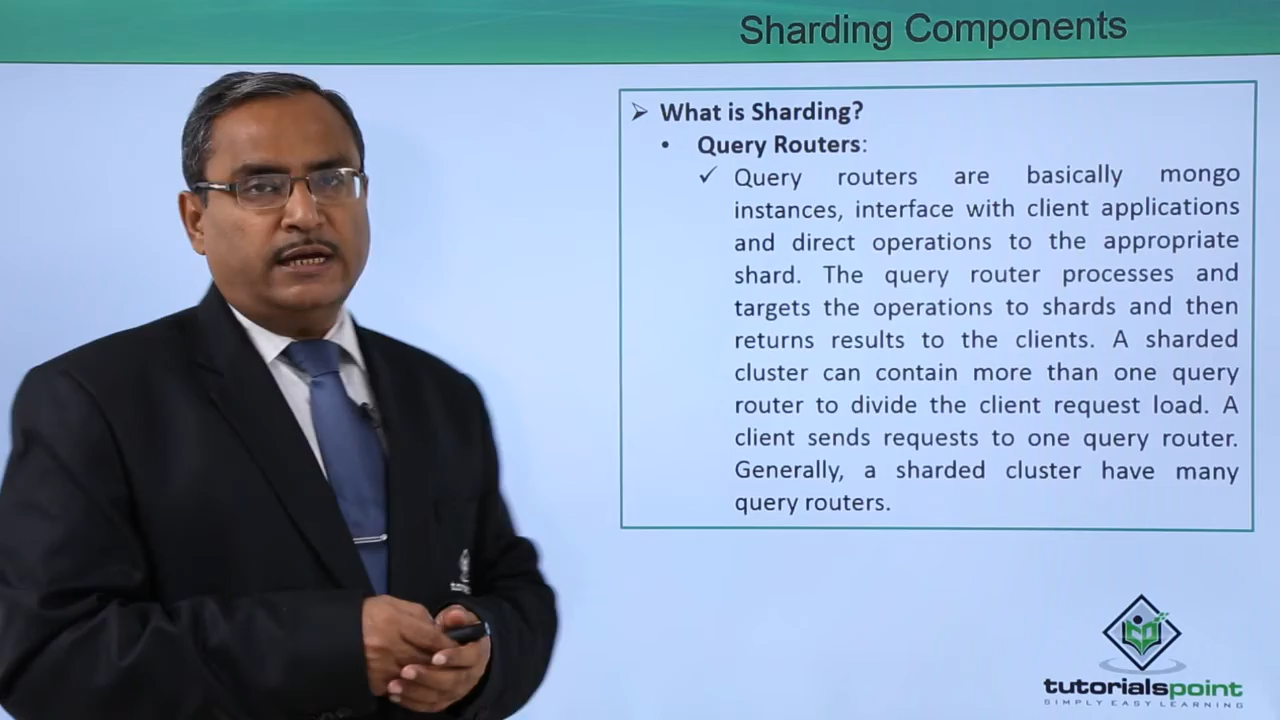 Sharding Components
➢ What is Sharding?
• Query Routers:
✓ Query routers are basically mongo
instances, interface with client applications
and direct operations to the appropriate
shard. The query router processes and
targets the operations to shards and then
returns results to the clients. A sharded
cluster can contain more than one query
router to divide the client request load. A
client sends requests to one query router.
Generally, a sharded cluster have many
query routers.
tutorialspoint
SIMPLY EASY LEARNING